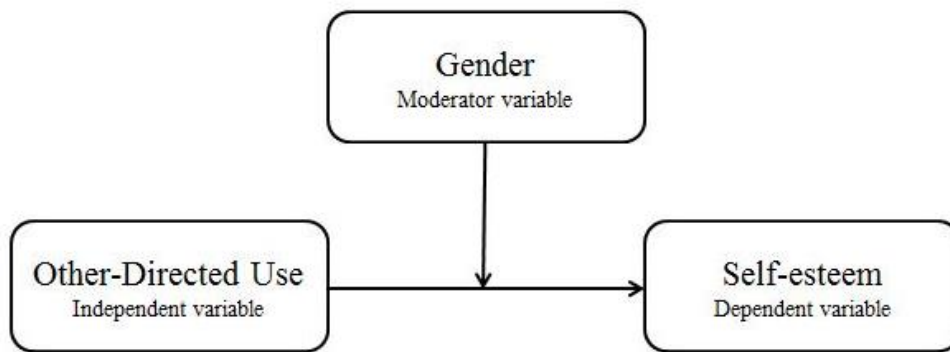 Gender
Moderator variable
Other-Directed Use
Independent variable
Self-esteem
Dependent variable